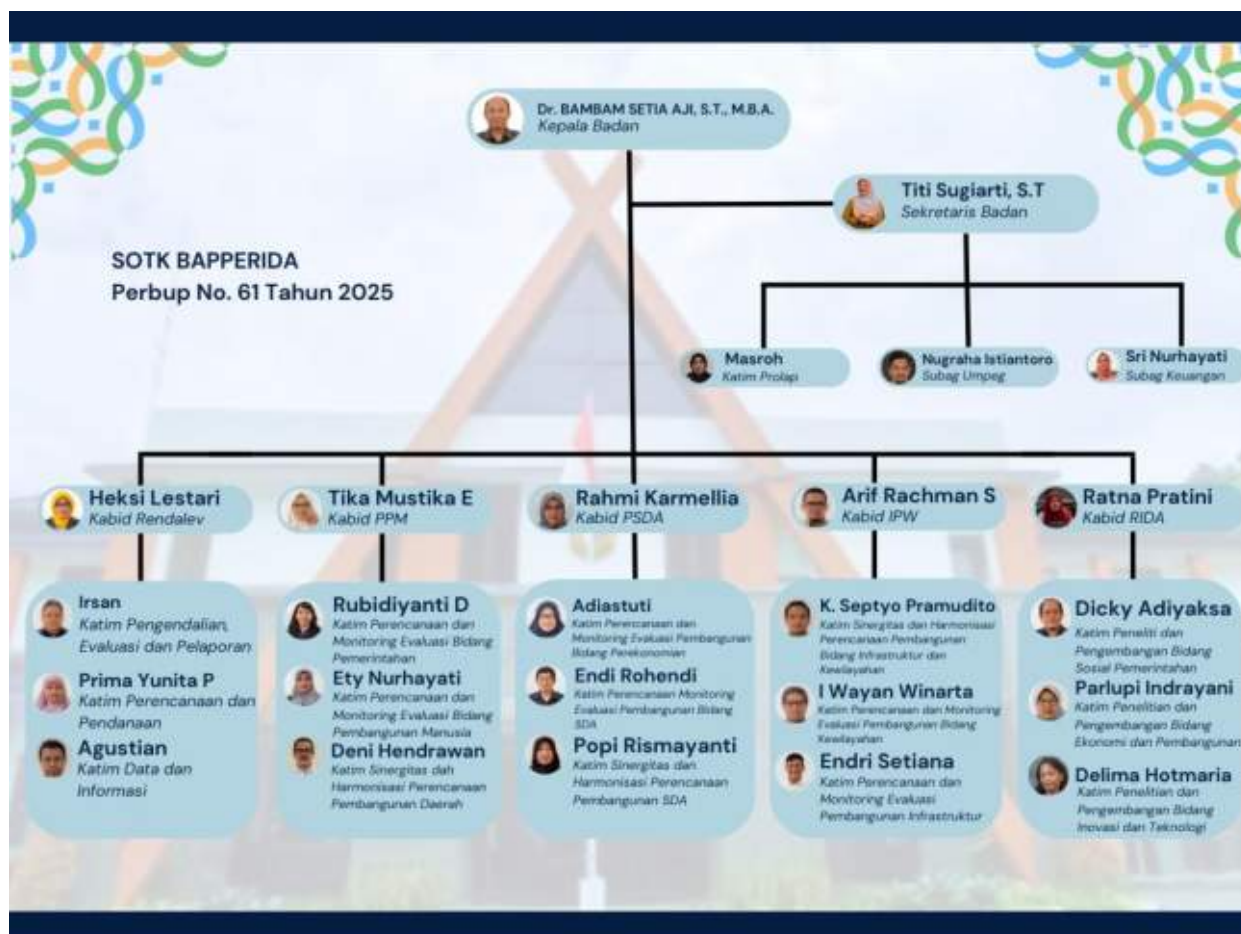 Dr. BAMBAM SETIA AJI, S.T., M.B.A.
Kepala Badan
Titi Sugiarti, S.T
Sekretaris Badan
SOTK BAPPERIDA
Perbup No. 61 Tahun 2025
Masroh
Katim Prolapi
Nugraha Istiantoro
Subag Umpeg
Sri Nurhayati
Subag Keuangan
Heksi Lestari
Kabid Rendalev
Tika Mustika E
Kabid PPM
Rahmi Karmellia
Kabid PSDA
Arif Rachman S
Kabid IPW
Ratna Pratini
Kabid RIDA
Irsan
Katim Pengendalian,
Evaluasi dan Pelaporan
Prima Yunita P
Katim Perencanaan dan
Pendanaan
Agustian
Katim Data dan
Informasi
Rubidiyanti D
Katim Perencanaan dan
Monitoring Evaluasi Bidang
Pemerintahan
Ety Nurhayati
Katim Perencanaan dan
Monitoring Evaluasi Bidang
Pembangunan Manusia
Deni Hendrawan
Katim Sinergitas dah
Harmonisasi Perencanaan
Pembangunan Daerah
Adiastuti
Katim Perencanaan dan
Monitoring Evaluasi Pembangunan
Bidang Perekonomian
Endi Rohendi
Katim Perencanaan Monitoring
Evaluasi Pembangunan Bidang
SDA
Popi Rismayanti
Katim Sinergitas dan
Harmonisasi Perencanaan
Pembangunan SDA
K. Septyo Pramudito
Katim Sinergitas dan Harmonisasi
Perencanaan Pembangunan
Bidang Infrastruktur dan
Kewilayahan
I Wayan Winarta
Katim Perencanaan dan Monitoring
Evaluasi Pembangunan Bidang
Kewilayahan
Endri Setiana
Katim Perencanaan dan
Monitoring Evaluasi
Pembangunan Infrastruktur
Dicky Adiyaksa
Katim Peneliti dan
Pengembangan Bidang
Sosial Pemerintahan
Parlupi Indrayani
Katim Penelitian dan
Pengembangan Bidang
Ekonomi dan Pembangunan
Delima Hotmaria
Katim Penelitian dan
Pengembangan Bidang
Inovasi dan Teknologi